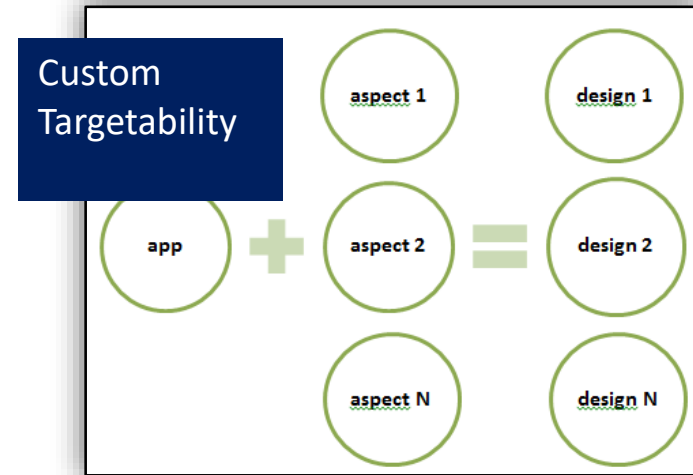 Custom
Targetability
aspect 1
design 1
app
aspect 2
design 2
aspect N
design N